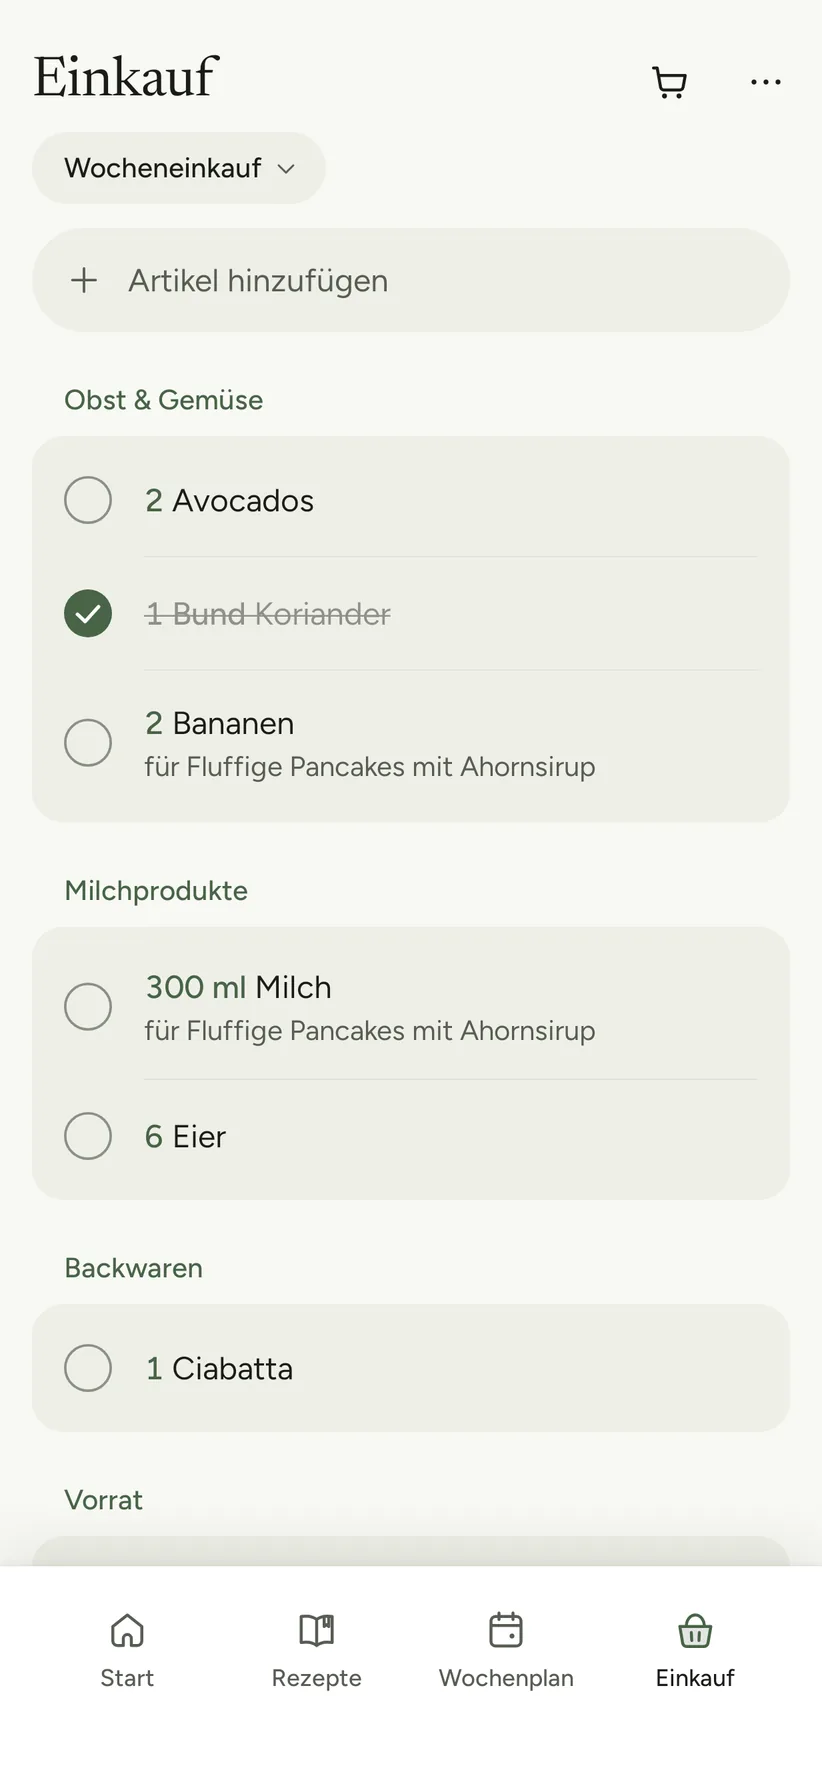 Einkauf
Wocheneinkauf
Artikel hinzufügen
Obst & Gemüse
2 Avocados
1 Bund Koriander
2 Bananen
für Fluffige Pancakes mit Ahornsirup
Milchprodukte
300 ml Milch
für Fluffige Pancakes mit Ahornsirup
6 Eier
Backwaren
1 Ciabatta
Vorrat
Start
Rezepte
Wochenplan
Einkauf